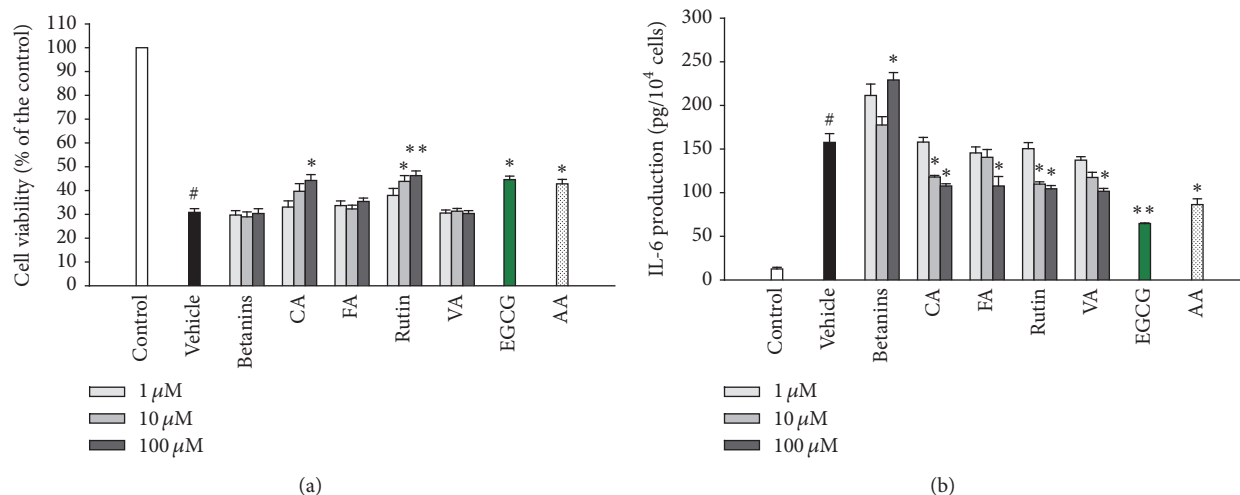 Cell viability (% of the control)
110
100
90
80
70
60
50
40
30
20
10
0
#
*
*
**
*
*
Control
Vehicle
Betanins
CA
FA
Rutin
VA
EGCG
AA
1 μM
10 μM
100 μM
(a)
IL-6 production (pg/10⁴ cells)
300
250
200
150
100
50
0
#
*
*
*
*
*
*
*
**
*
Control
Vehicle
Betanins
CA
FA
Rutin
VA
EGCG
AA
1 μM
10 μM
100 μM
(b)